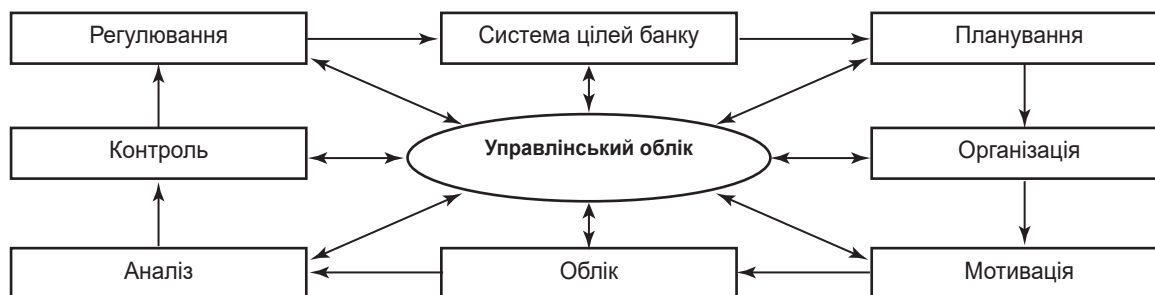 Регулювання
Система цілей банку
Планування
Контроль
Управлінський облік
Організація
Аналіз
Облік
Мотивація